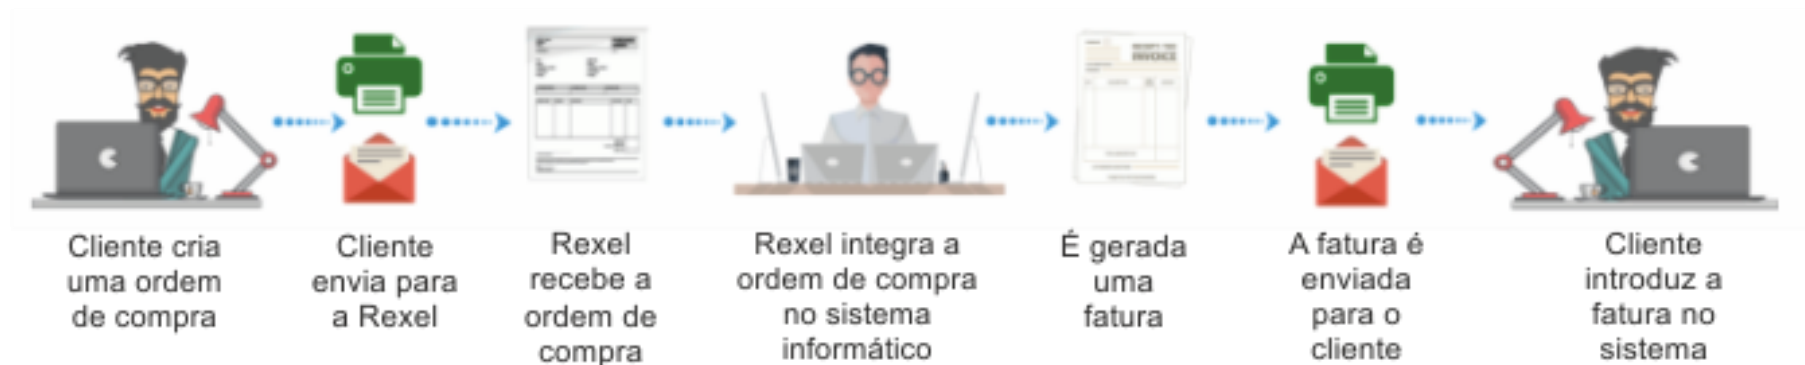 INVOICE
Cliente cria
uma ordem
de compra
Cliente
envia para
a Rexel
Rexel
recebe a
ordem de
compra
Rexel integra a
ordem de compra
no sistema
informático
É gerada
uma
fatura
A fatura é
enviada
para o
cliente
Cliente
introduz a
fatura no
sistema